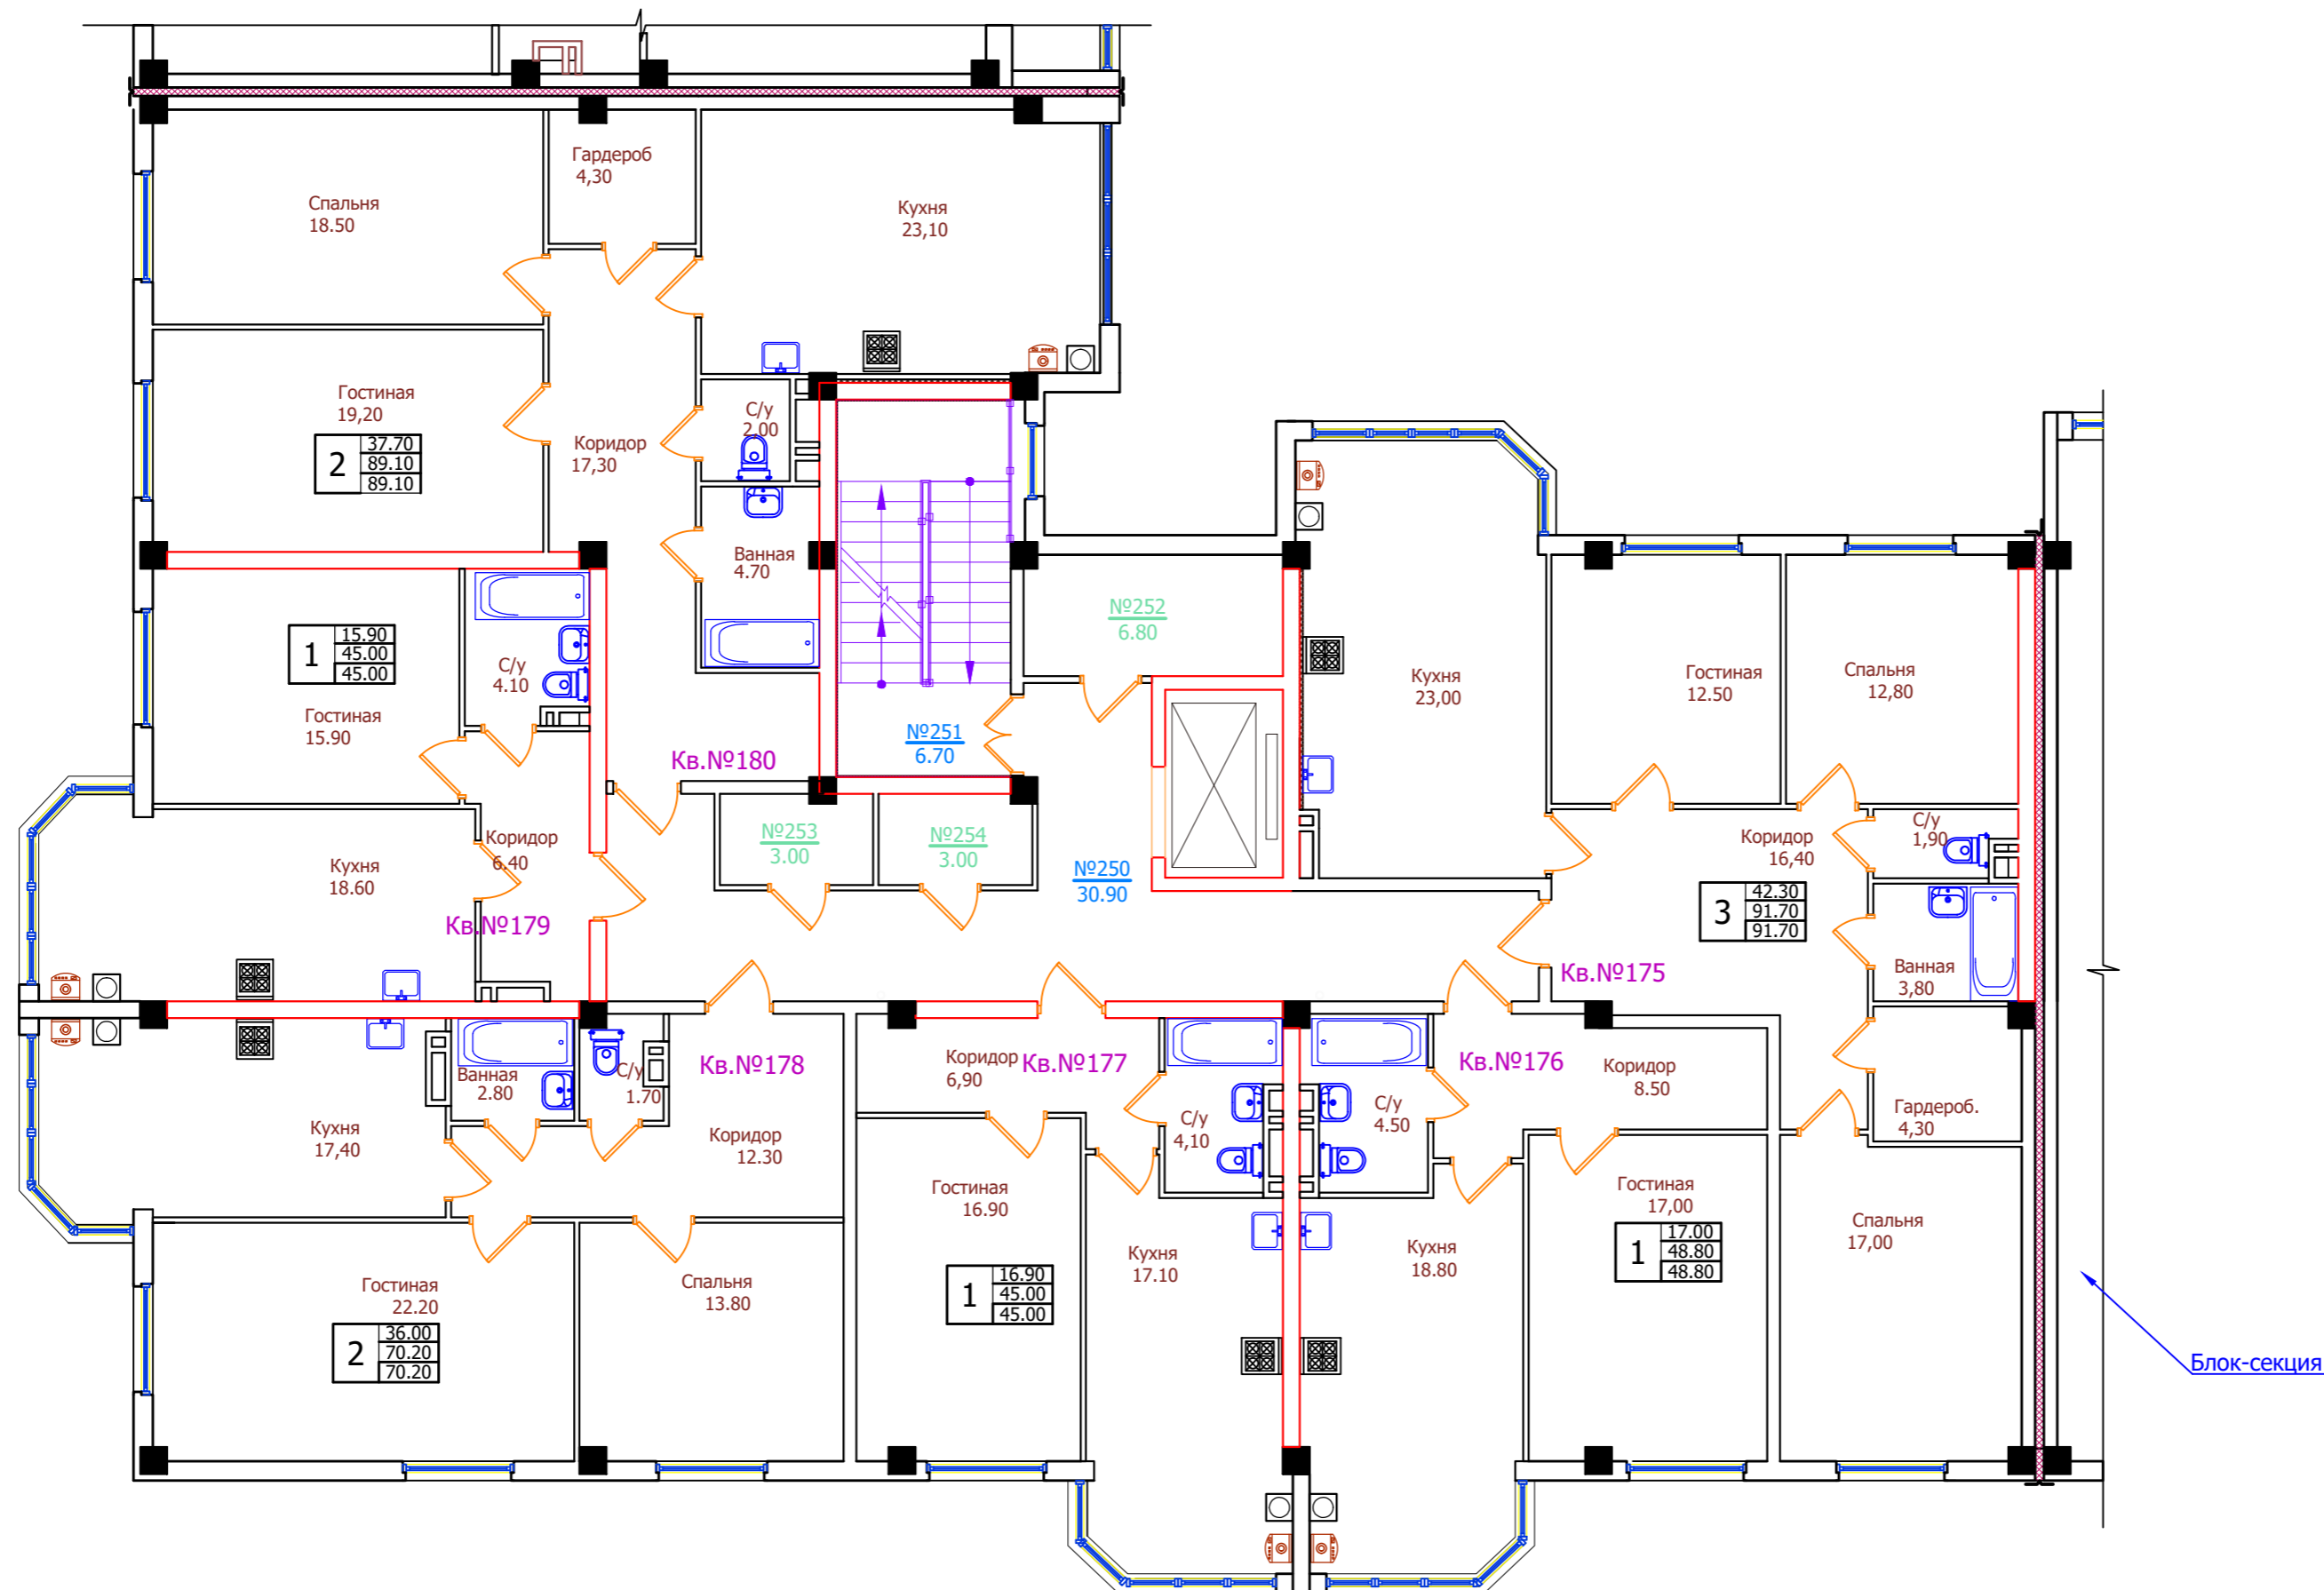 Гардероб
4,30
Спальня
18.50
Кухня
23,10
Гостиная
19,20
2
37.70
89.10
89.10
С/у
2.00
Коридор
17,30
Ванная
4.70
1
15.90
45.00
45.00
С/у
4.10
Гостиная
15.90
№252
6.80
Кухня
23,00
Гостиная
12.50
Спальня
12,80
№251
6.70
Кв.№180
№253
3.00
№254
3.00
№250
30.90
Коридор
6.40
Кухня
18.60
Кв.№179
Коридор
16,40
С/у
1,90
3
42.30
91.70
91.70
Ванная
3,80
Кв.№175
Ванная
2.80
С/у
1.70
Кв.№178
Коридор
6,90
Кв.№177
Кв.№176
Коридор
8.50
Кухня
17,40
Коридор
12.30
С/у
4,10
С/у
4.50
Гардероб.
4,30
Гостиная
16.90
Гостиная
17,00
Спальня
17,00
Гостиная
22.20
Спальня
13.80
Кухня
17.10
Кухня
18.80
1
17.00
48.80
48.80
1
16.90
45.00
45.00
2
36.00
70.20
70.20
Блок-секция